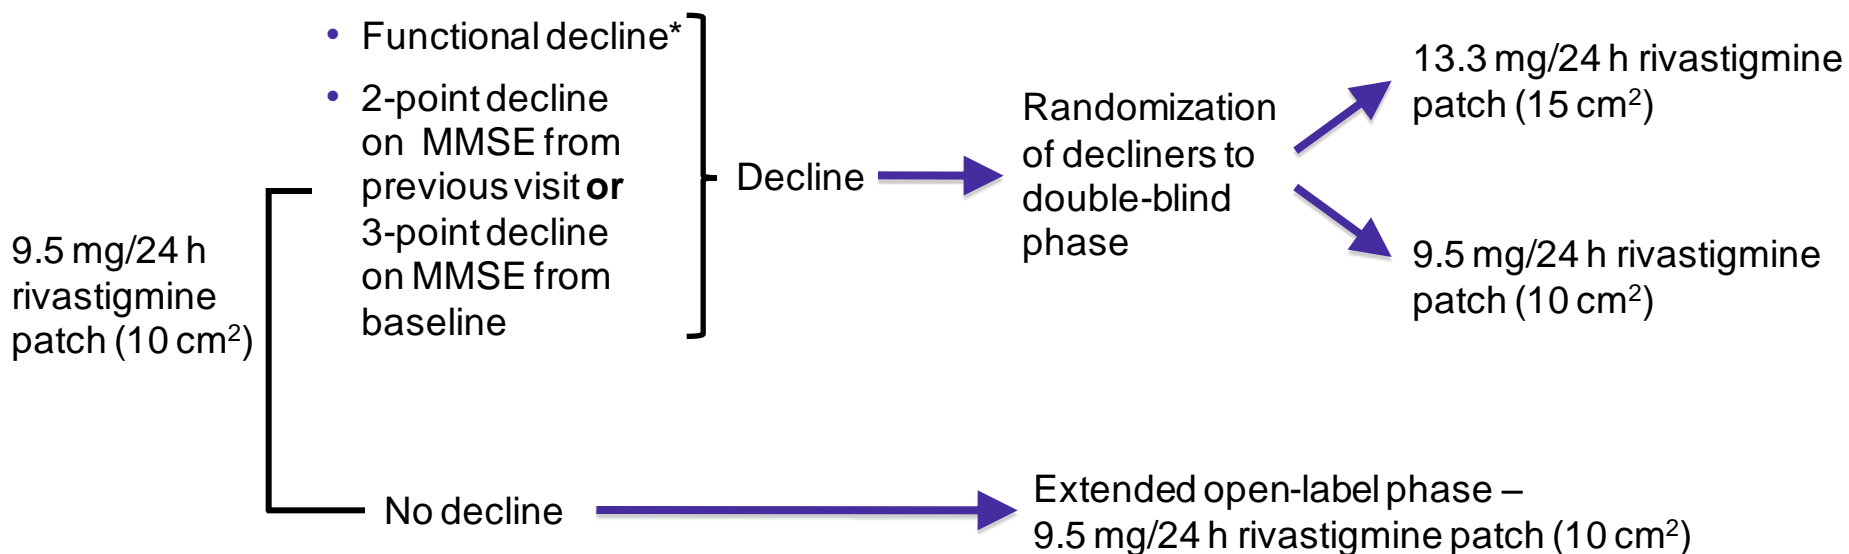 9.5 mg/24 h
rivastigmine
patch (10 cm²)
• Functional decline*
• 2-point decline
on MMSE from
previous visit or
3-point decline
on MMSE from
baseline
Decline
Randomization
of decliners to
double-blind
phase
13.3 mg/24 h rivastigmine
patch (15 cm²)
9.5 mg/24 h rivastigmine
patch (10 cm²)
No decline
Extended open-label phase –
9.5 mg/24 h rivastigmine patch (10 cm²)